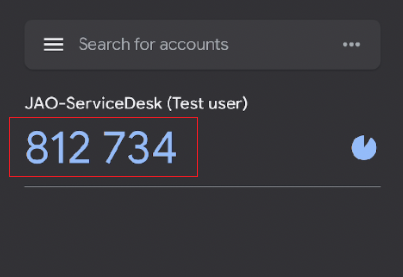 Search for accounts
JAO-ServiceDesk (Test user)
812 734